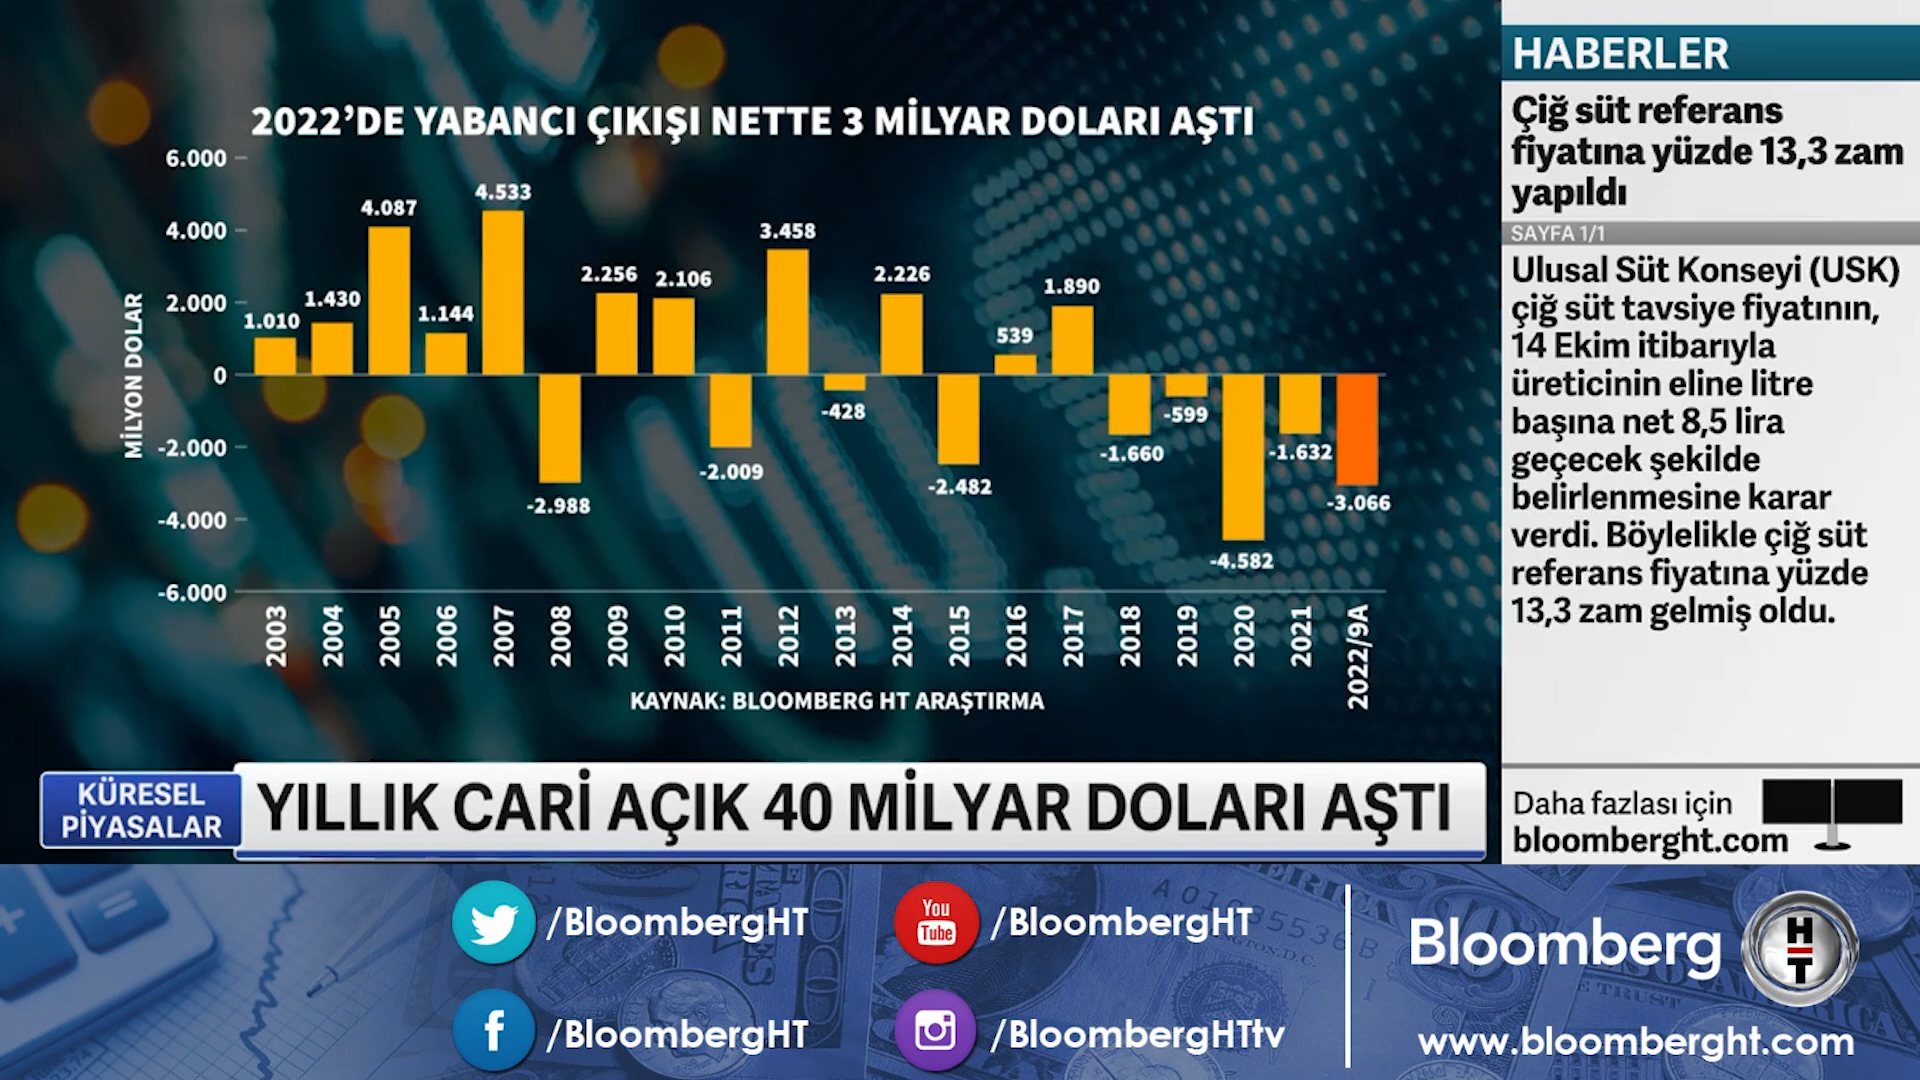 2022'DE YABANCI ÇIKIŞI NETTE 3 MİLYAR DOLARI AŞTI
6.000
4.000
2.000
0
-2.000
-4.000
-6.000
MİLYON DOLAR
1.010
1.430
4.087
1.144
4.533
-2.988
2.256
2.106
-2.009
3.458
-428
2.226
-2.482
539
1.890
-1.660
-599
-4.582
-1.632
-3.066
2003
2004
2005
2006
2007
2008
2009
2010
2011
2012
2013
2014
2015
2016
2017
2018
2019
2020
2021
2022/9A
KAYNAK: BLOOMBERG HT ARAŞTIRMA
HABERLER
Çiğ süt referans
fiyatına yüzde 13,3 zam
yapıldı
SAYFA 1/1
Ulusal Süt Konseyi (USK)
çiğ süt tavsiye fiyatının,
14 Ekim itibarıyla
üreticinin eline litre
başına net 8,5 lira
geçecek şekilde
belirlenmesine karar
verdi. Böylelikle çiğ süt
referans fiyatına yüzde
13,3 zam gelmiş oldu.
Daha fazlası için
bloomberght.com
KÜRESEL
PİYASALAR
YILLIK CARİ AÇIK 40 MİLYAR DOLARI AŞTI
/BloombergHT
You
Tube
/BloombergHT
f
/BloombergHT
/BloombergHTtv
Bloomberg
H
T
www.bloomberght.com